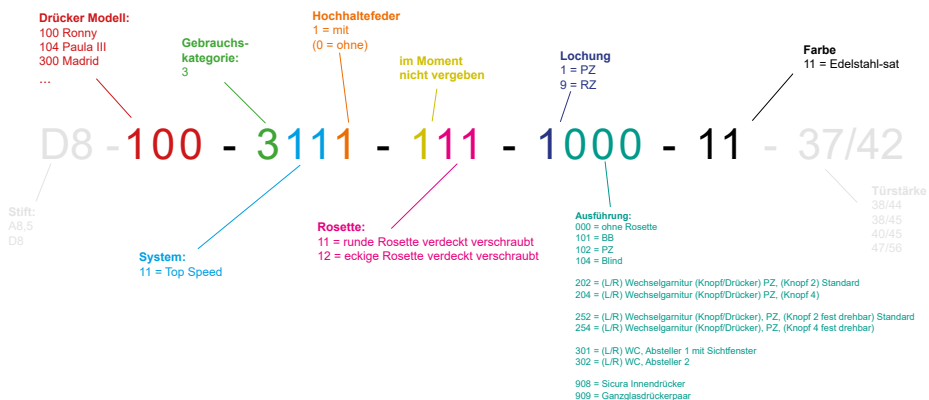 Drücker Modell:
100 Ronny
104 Paula III
300 Madrid
...
Gebrauchs-
kategorie:
3
Hochhaltefeder
1 = mit
(0 = ohne)
im Moment
nicht vergeben
Lochung
1 = PZ
9 = RZ
Farbe
11 = Edelstahl-sat
D8 - 100 - 3111 - 111 - 1000 - 11 - 37/42
Stift:
A8,5
D8
System:
11 = Top Speed
Rosette:
11 = runde Rosette verdeckt verschraubt
12 = eckige Rosette verdeckt verschraubt
Ausführung:
000 = ohne Rosette
101 = BB
102 = PZ
104 = Blind
202 = (L/R) Wechselgarnitur (Knopf/Drücker) PZ, (Knopf 2) Standard
204 = (L/R) Wechselgarnitur (Knopf/Drücker) PZ, (Knopf 4)
252 = (L/R) Wechselgarnitur (Knopf/Drücker), PZ, (Knopf 2 fest drehbar) Standard
254 = (L/R) Wechselgarnitur (Knopf/Drücker), PZ, (Knopf 4 fest drehbar)
301 = (L/R) WC, Absteller 1 mit Sichtfenster
302 = (L/R) WC, Absteller 2
908 = Sicura Innendrücker
909 = Ganzglasdrückerpaar
Türstärke
38/44
38/45
40/45
47/56